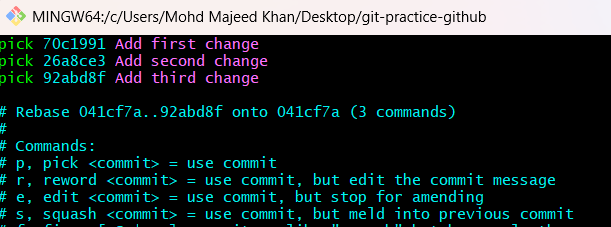 MINGW64:/c/Users/Mohd Majeed Khan/Desktop/git-practice-github
pick 70c1991 Add first change
pick 26a8ce3 Add second change
pick 92abd8f Add third change
# Rebase 041cf7a..92abd8f onto 041cf7a (3 commands)
#
# Commands:
# p, pick <commit> = use commit
# r, reword <commit> = use commit, but edit the commit message
# e, edit <commit> = use commit, but stop for amending
# s, squash <commit> = use commit, but meld into previous commit